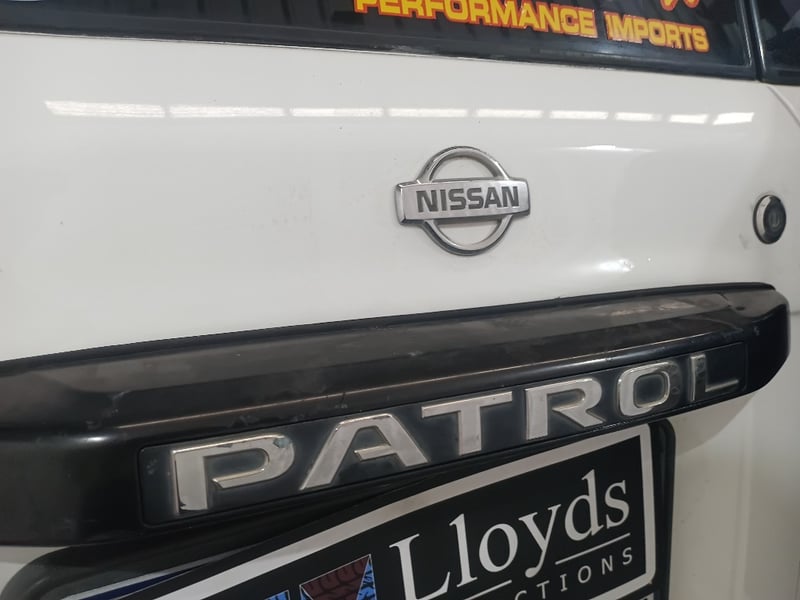 PERFORMANCE IMPORTS
NISSAN
PATROL
Lloyds
CTIONS